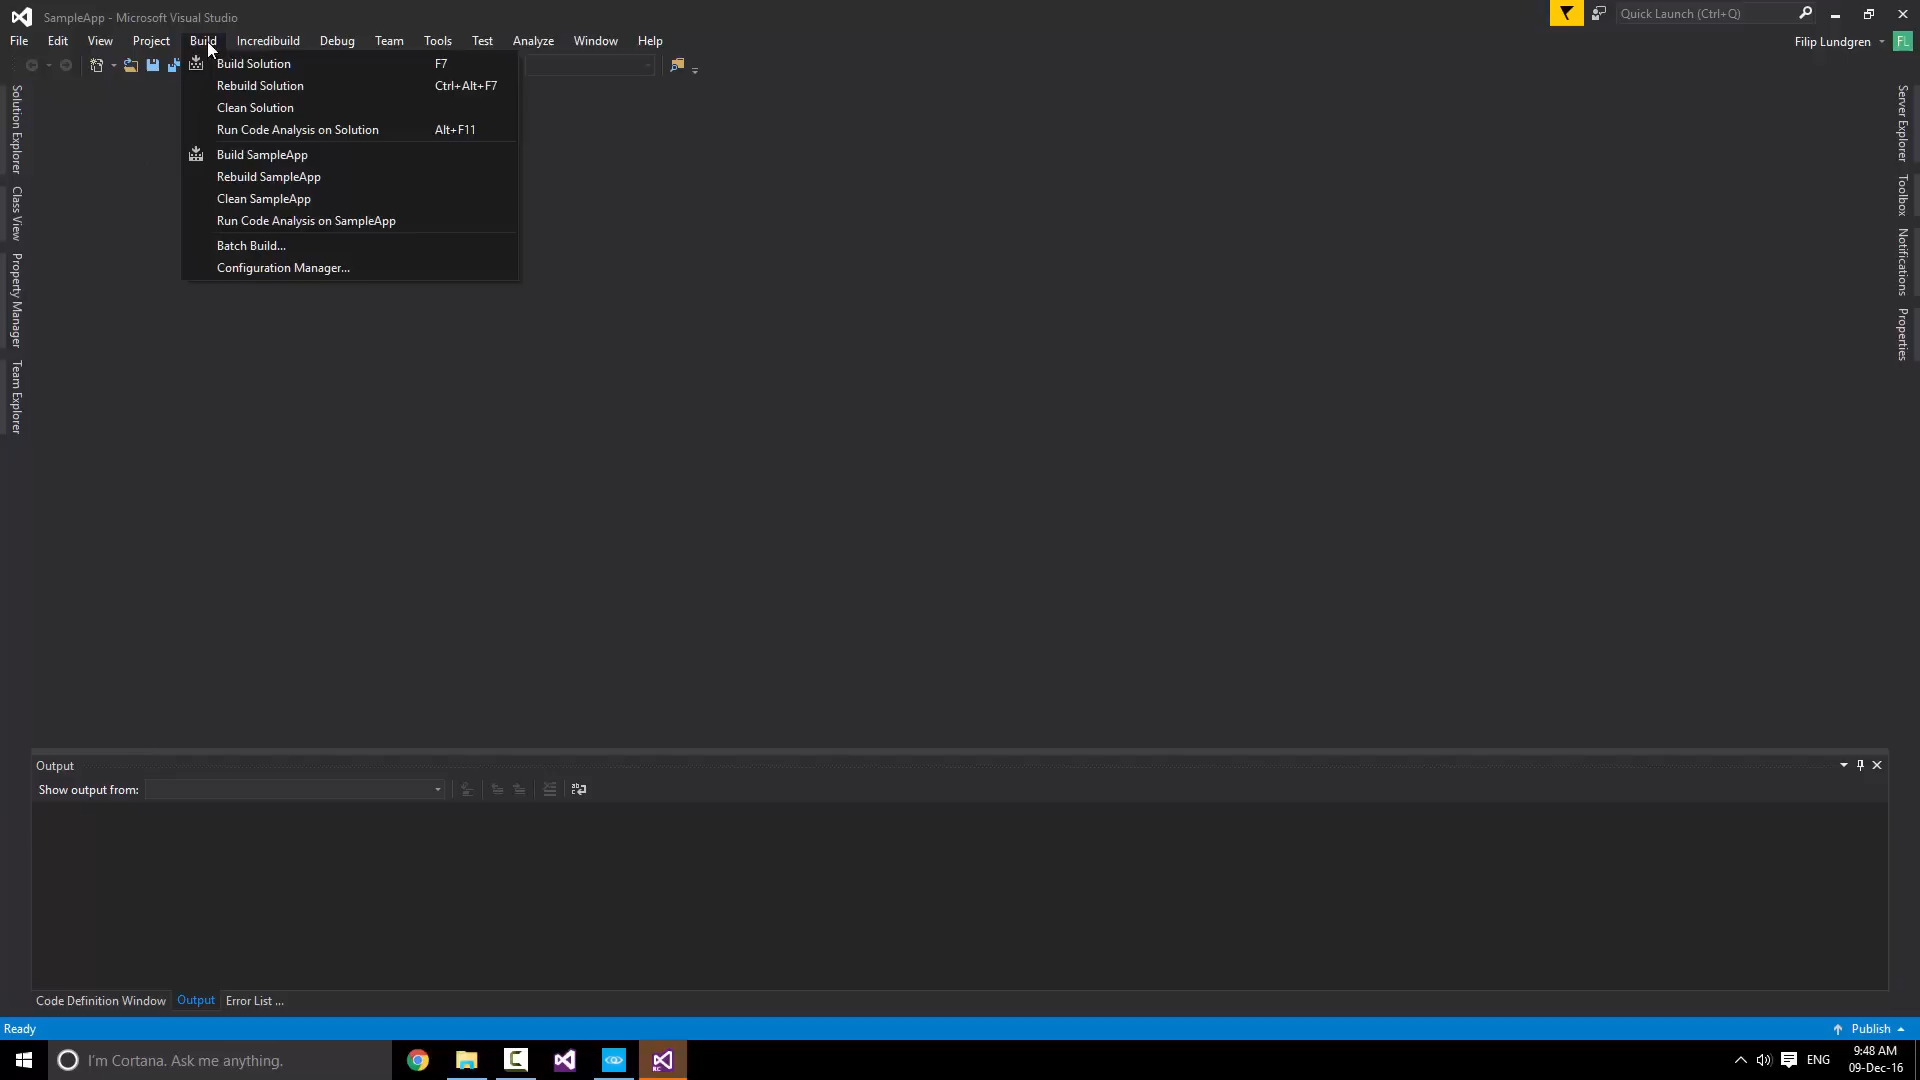 SampleApp - Microsoft Visual Studio
Quick Launch (Ctrl+Q)
File Edit View Project Build Incredibuild Debug Team Tools Test Analyze Window Help
Filip Lundgren FL
Build Solution F7
Rebuild Solution Ctrl+Alt+F7
Clean Solution
Run Code Analysis on Solution Alt+F11
Build SampleApp
Rebuild SampleApp
Clean SampleApp
Run Code Analysis on SampleApp
Batch Build...
Configuration Manager...
Solution Explorer
Class View
Property Manager
Team Explorer
Server Explorer
Toolbox
Notifications
Properties
Output
Show output from:
Code Definition Window Output Error List ...
Ready
Publish
I'm Cortana. Ask me anything.
RC
ENG
9:48 AM
09-Dec-16